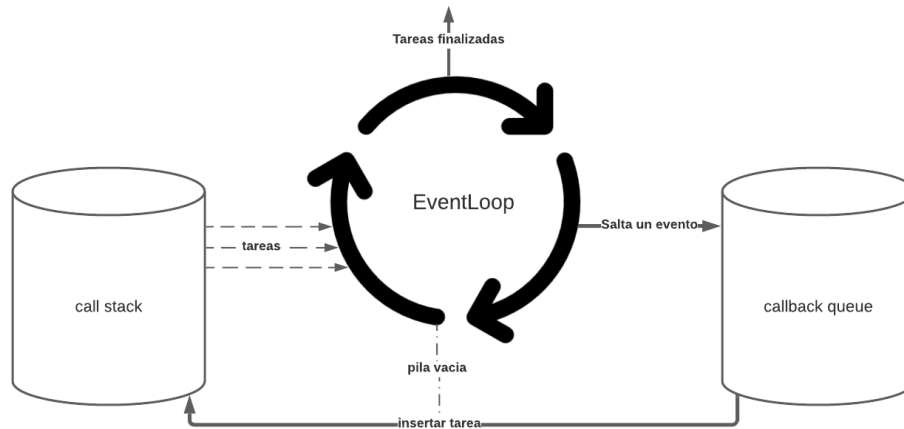 Tareas finalizadas
EventLoop
Salta un evento
tareas
call stack
callback queue
pila vacia
insertar tarea